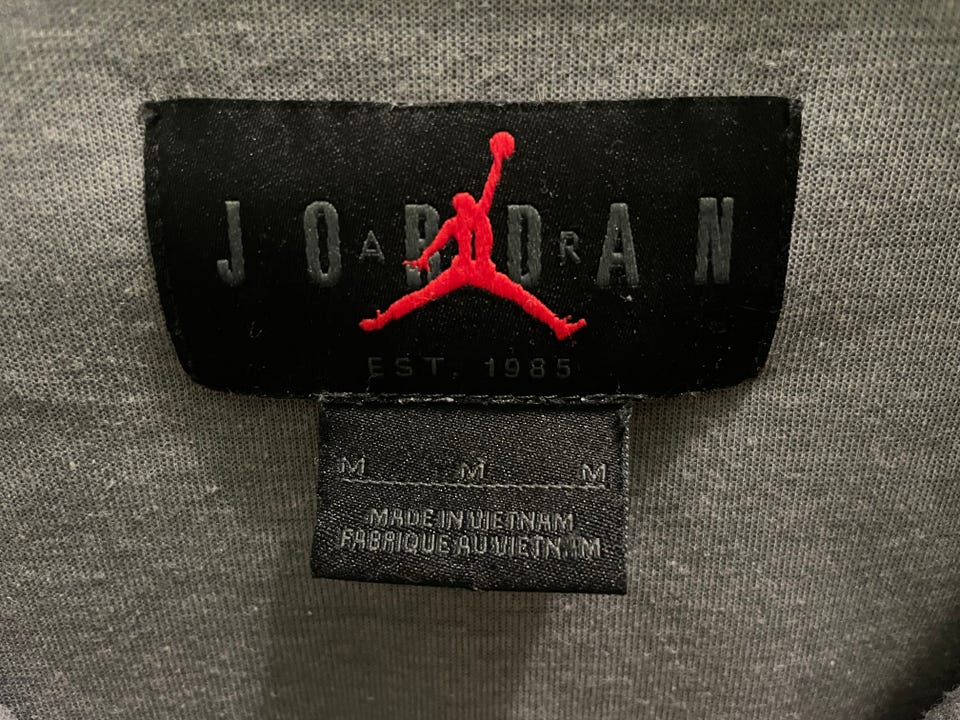 JORDAN
AIR
EST. 1985
M M M
MADE IN VIETNAM
FABRIQUE AU VIETNAM